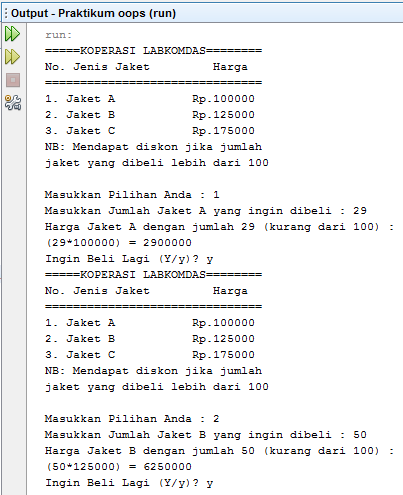 Output - Praktikum oops (run)
run:
=====KOPERASI LABKOMDAS========
No. Jenis Jaket         Harga
===============================
1. Jaket A           Rp.100000
2. Jaket B           Rp.125000
3. Jaket C           Rp.175000
NB: Mendapat diskon jika jumlah
jaket yang dibeli lebih dari 100

Masukkan Pilihan Anda : 1
Masukkan Jumlah Jaket A yang ingin dibeli : 29
Harga Jaket A dengan jumlah 29 (kurang dari 100) :
(29*100000) = 2900000
Ingin Beli Lagi (Y/y)? y
=====KOPERASI LABKOMDAS========
No. Jenis Jaket         Harga
===============================
1. Jaket A           Rp.100000
2. Jaket B           Rp.125000
3. Jaket C           Rp.175000
NB: Mendapat diskon jika jumlah
jaket yang dibeli lebih dari 100

Masukkan Pilihan Anda : 2
Masukkan Jumlah Jaket B yang ingin dibeli : 50
Harga Jaket B dengan jumlah 50 (kurang dari 100) :
(50*125000) = 6250000
Ingin Beli Lagi (Y/y)? y